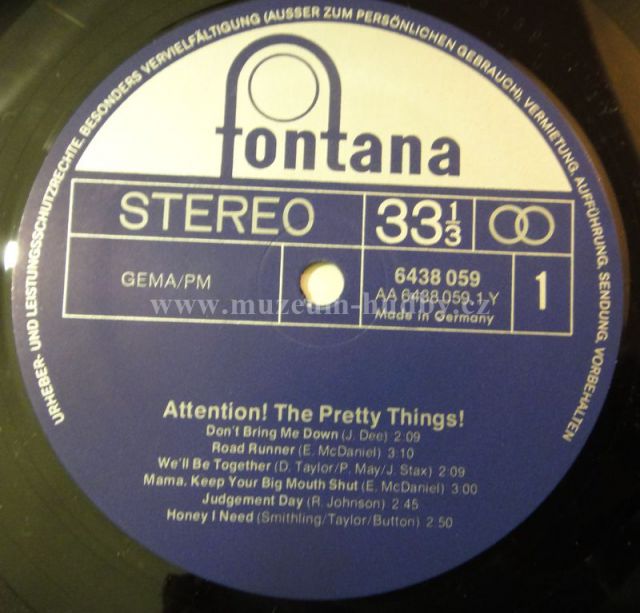 URHEBER- UND LEISTUNGSSCHUTZRECHTE, BESONDERS VERVIELFÄLTIGUNG (AUSSER ZUM PERSÖNLICHEN GEBRAUCH), VERMIETUNG, AUFFÜHRUNG, SENDUNG, VORBEHALTEN
fontana
STEREO 33 1/3
GEMA/PM 6438 059 1
AA 6438 059 1 Y
www.muzeum-hudby.cz
Made in Germany
Attention! The Pretty Things!
Don't Bring Me Down (J. Dee) 2:09
Road Runner (E. McDaniel) 3:10
We'll Be Together (D. Taylor/P. May/J. Stax) 2:09
Mama, Keep Your Big Mouth Shut (E. McDaniel) 3:00
Judgement Day (R. Johnson) 2:45
Honey I Need (Smithling/Taylor/Button) 2:50